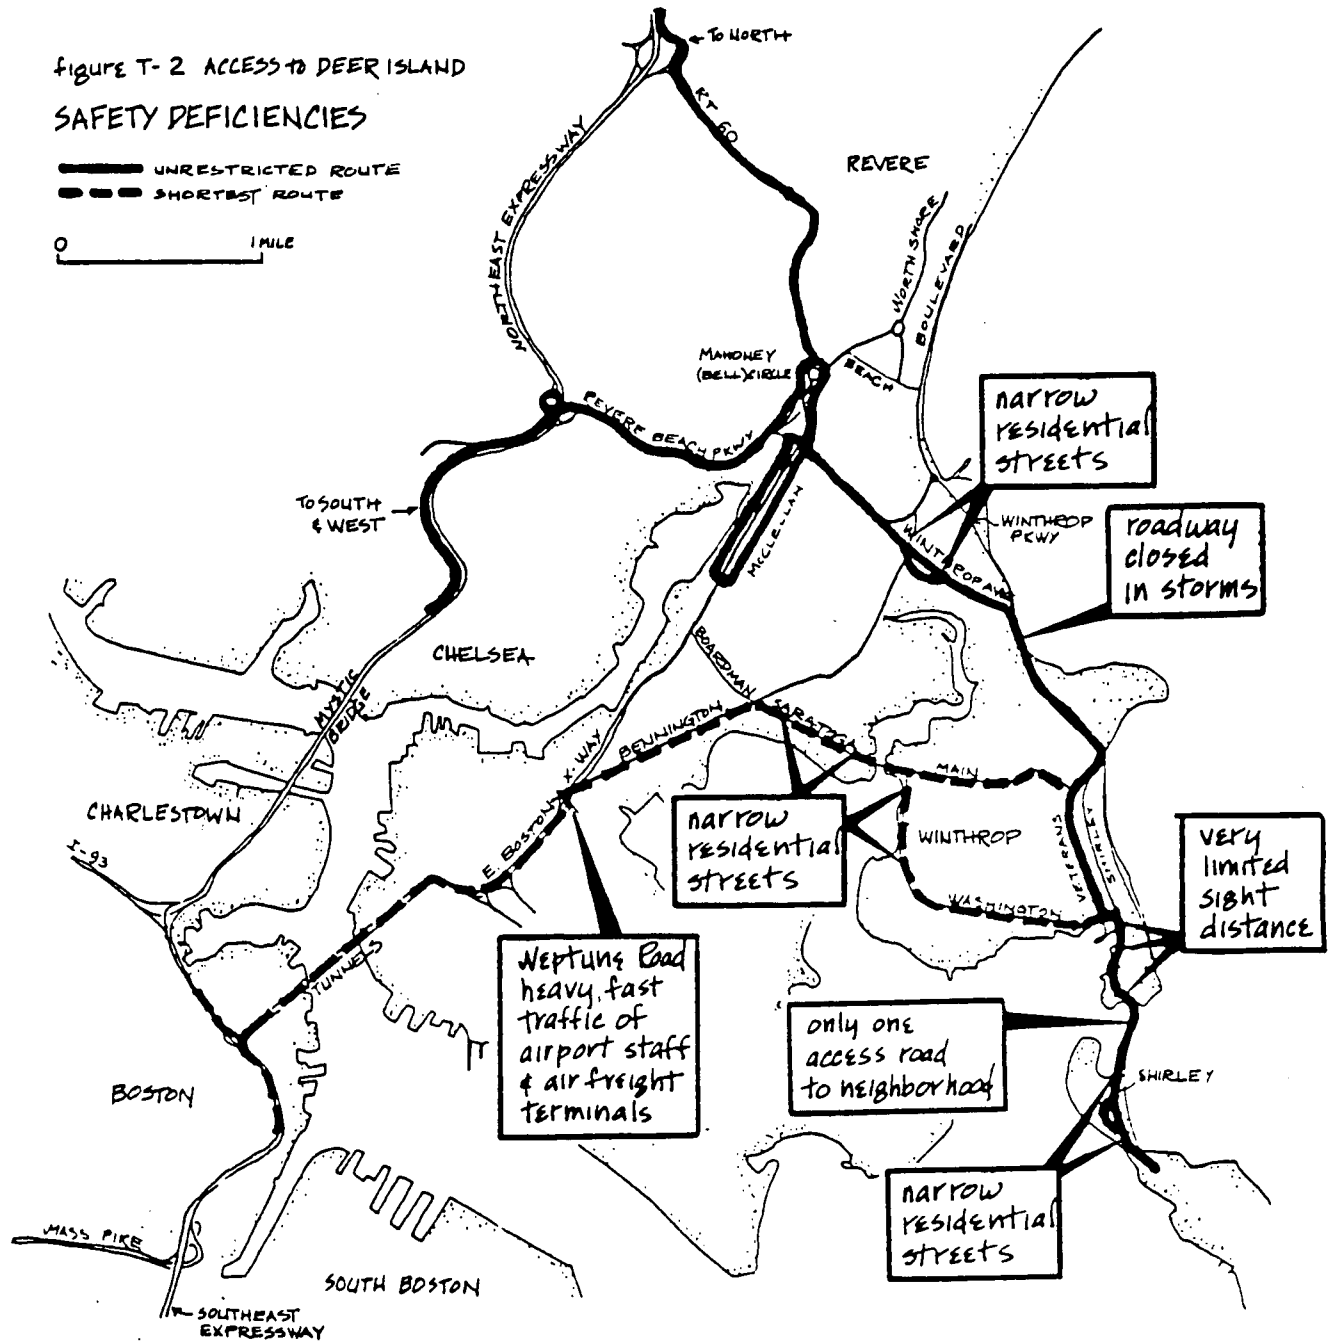 figure T-2 ACCESS to DEER ISLAND
SAFETY DEFICIENCIES
UNRESTRICTED ROUTE
SHORTEST ROUTE
0 1 MILE
TO NORTH
RT 60
REVERE
NORTHEAST EXPRESSWAY
NORTH SHORE
BOULEVARD
MAHONEY
(BELL) CIRCLE
BEACH
REVERE BEACH PKWY
narrow
residential
streets
TO SOUTH
& WEST
MCCLELLAN
WINTHROP
PKWY
WINTHROP AVE
roadway
closed
in storms
CHELSEA
BOARDMAN
MYSTIC
BRIDGE
BENNINGTON
SARATOGA
MAIN
E. BOSTON X-WAY
CHARLESTOWN
I-93
narrow
residential
streets
WINTHROP
VETERANS
SHIRLEY
very
limited
sight
distance
WASHINGTON
TUNNELS
Neptune Road
heavy, fast
traffic of
airport staff
& air freight
terminals
only one
access road
to neighborhood
SHIRLEY
BOSTON
narrow
residential
streets
MASS PIKE
SOUTH BOSTON
SOUTHEAST
EXPRESSWAY